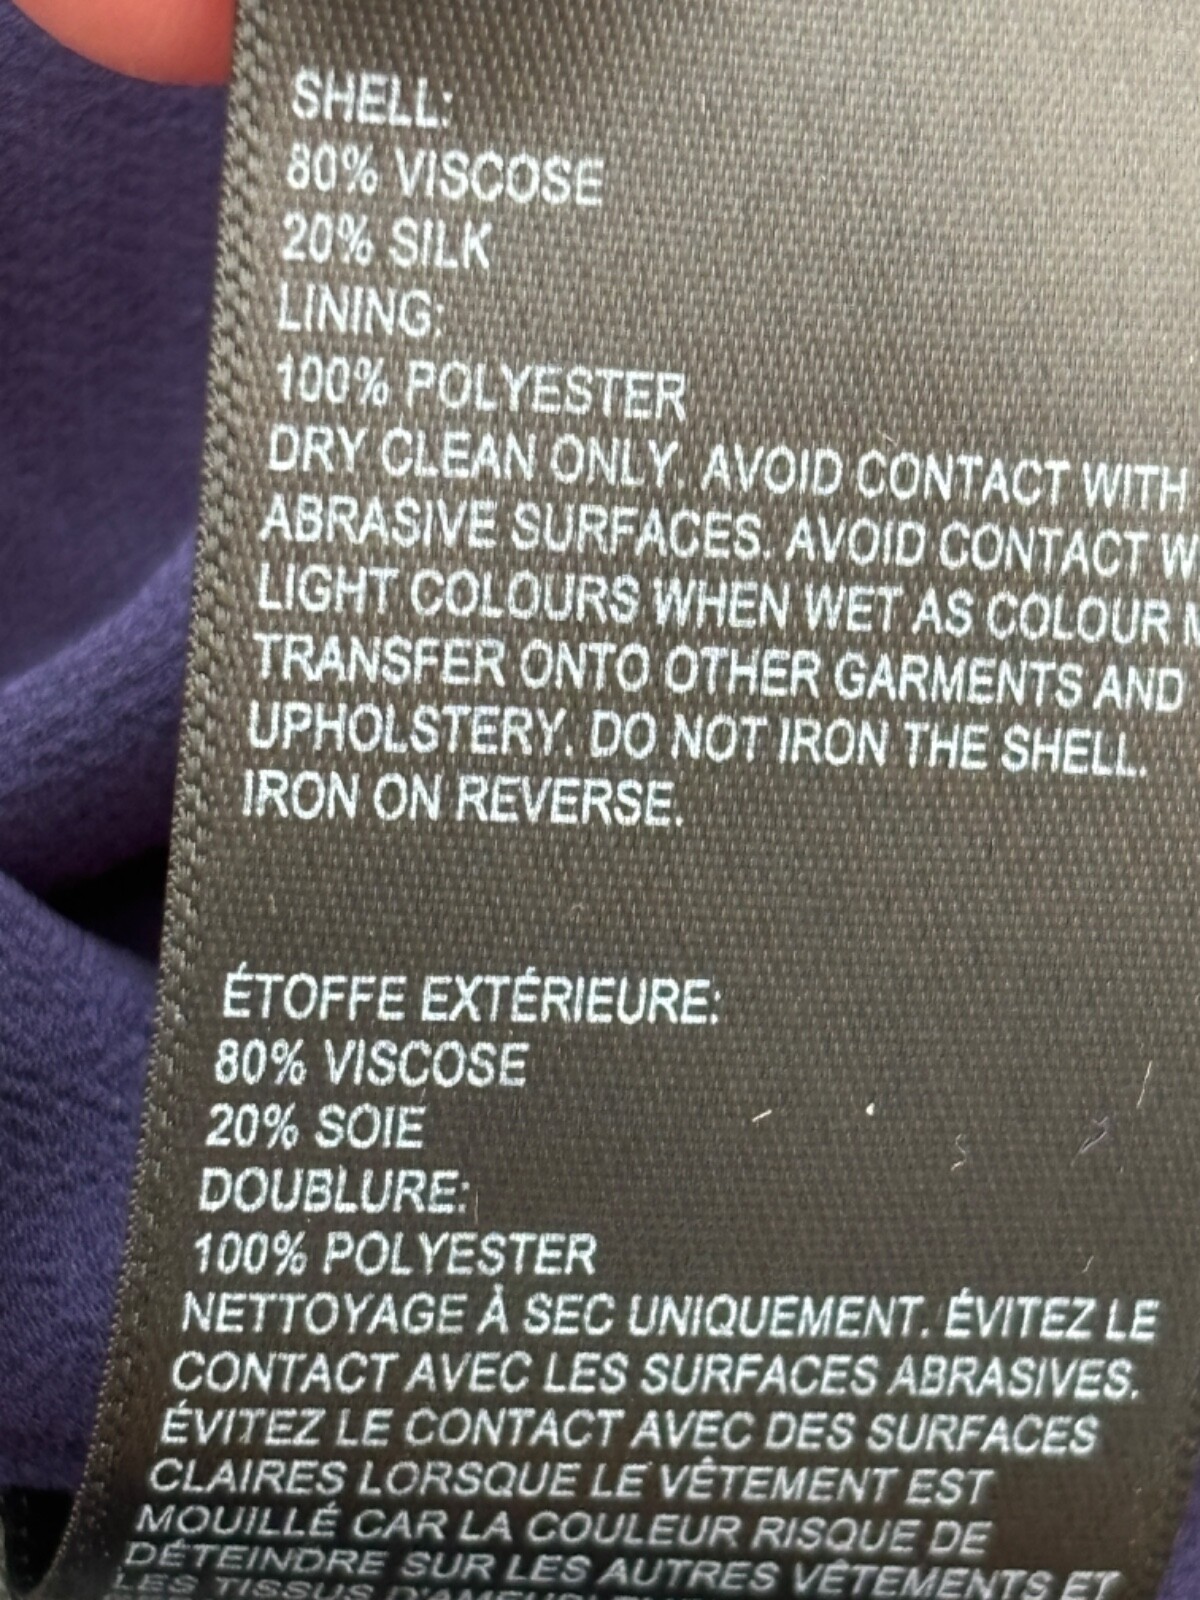 SHELL:
80% VISCOSE
20% SILK
LINING:
100% POLYESTER
DRY CLEAN ONLY. AVOID CONTACT WITH
ABRASIVE SURFACES. AVOID CONTACT
LIGHT COLOURS WHEN WET AS COLOUR
TRANSFER ONTO OTHER GARMENTS AND
UPHOLSTERY. DO NOT IRON THE SHELL.
IRON ON REVERSE.
ÉTOFFE EXTÉRIEURE:
80% VISCOSE
20% SOIE
DOUBLURE:
100% POLYESTER
NETTOYAGE À SEC UNIQUEMENT. ÉVITEZ LE
CONTACT AVEC LES SURFACES ABRASIVES.
ÉVITEZ LE CONTACT AVEC DES SURFACES
CLAIRES LORSQUE LE VÊTEMENT EST
MOUILLÉ CAR LA COULEUR RISQUE DE
DÉTEINDRE SUR LES AUTRES VÊTEMENTS ET
LES TISSUS